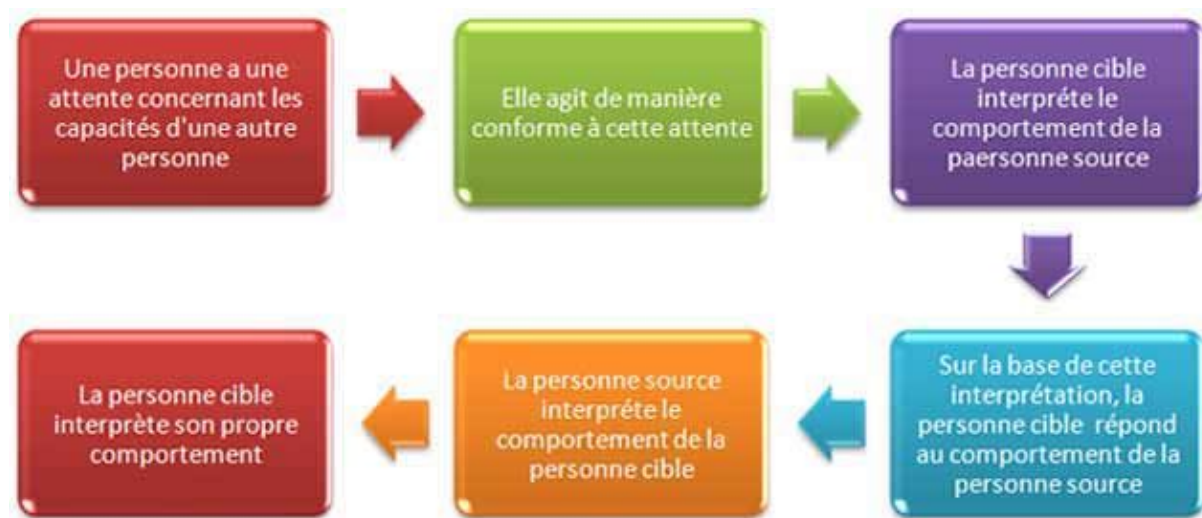 Une personne a une
attente concernant les
capacités d'une autre
personne
Elle agit de manière
conforme à cette attente
La personne cible
interpréte le
comportement de la
paersonne source
Sur la base de cette
interprétation, la
personne cible répond
au comportement de la
personne source
La personne source
interpréte le
comportement de la
personne cible
La personne cible
interprète son propre
comportement